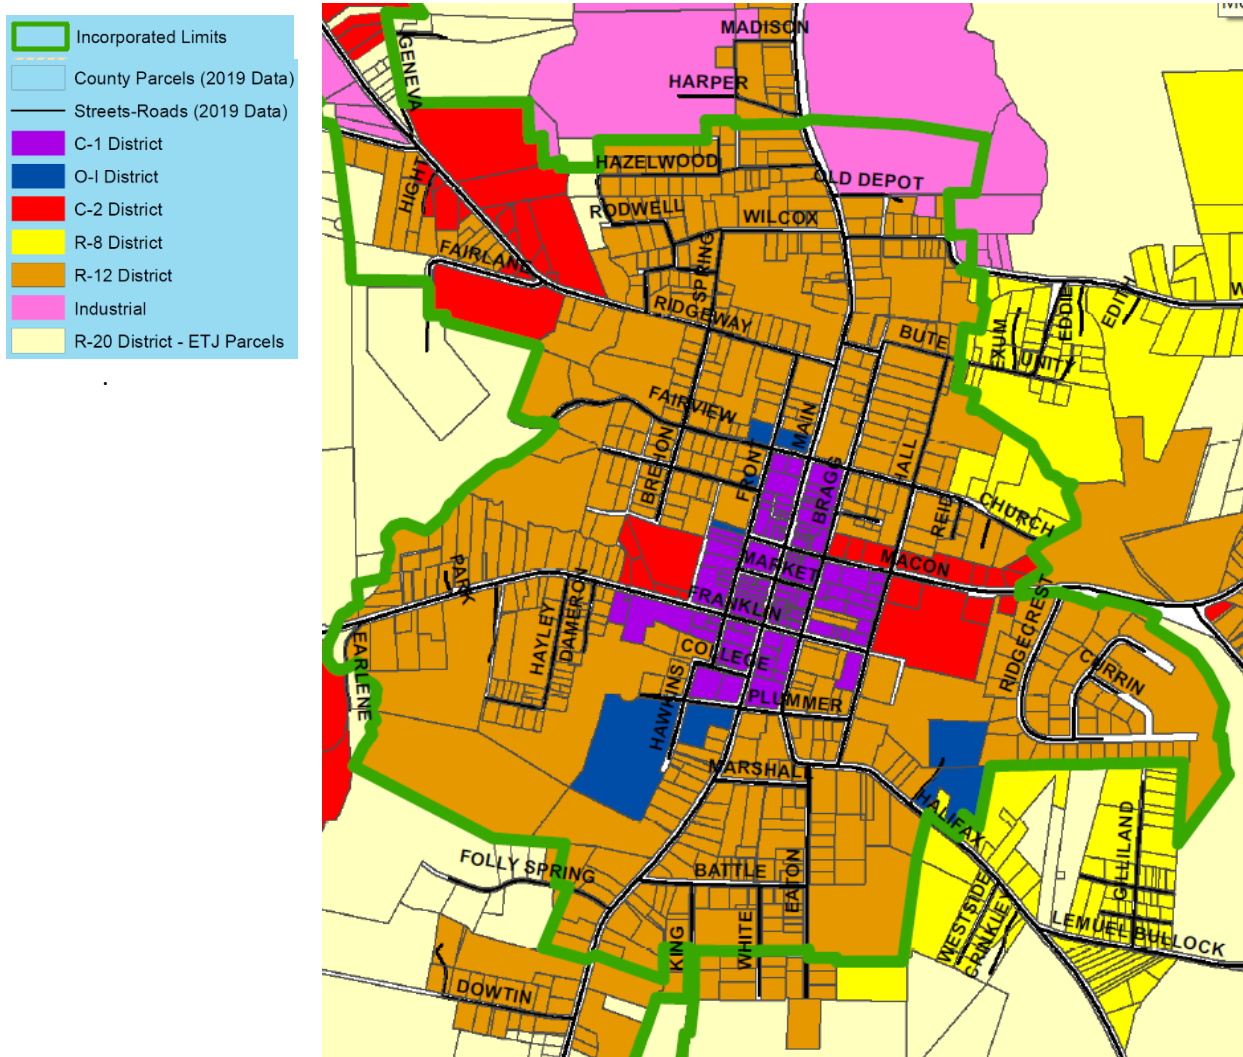 Incorporated Limits
County Parcels (2019 Data)
Streets-Roads (2019 Data)
C-1 District
O-I District
C-2 District
R-8 District
R-12 District
Industrial
R-20 District - ETJ Parcels
.
MADISON
GENEVA
HARPER
HAZELWOOD
OLD DEPOT
HIGHT
RODWELL
WILCOX
FAIRLAND
SPRING
RIDGEWAY
EDDIE
EDITH
W
EXUM
UNITY
BUTE
FAIRVIEW
MAIN
BREHON
FRONT
BRAGG
HALL
REID
CHURCH
MARKET
MACON
PARK
FRANKLIN
HAYLEY
DAMERON
EARLENE
COLLEGE
RIDGECREST
CURRIN
HAWKINS
PLUMMER
MARSHALL
HALIFAX
GILLILAND
FOLLY SPRING
BATTLE
EATON
WESTSIDE
CRINKLEY
LEMUEL BULLOCK
KING
WHITE
DOWTIN